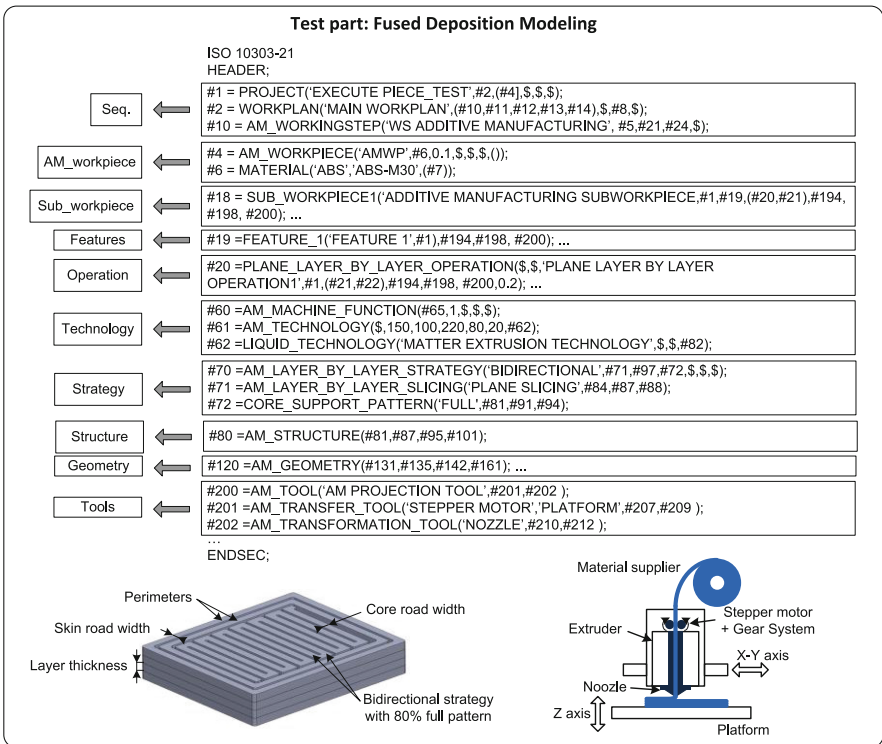 Test part: Fused Deposition Modeling
ISO 10303-21
HEADER;
Seq.
#1 = PROJECT(‘EXECUTE PIECE_TEST’,#2,(#4],$,$,$);
#2 = WORKPLAN(‘MAIN WORKPLAN’,(#10,#11,#12,#13,#14),$,#8,$);
#10 = AM_WORKINGSTEP(‘WS ADDITIVE MANUFACTURING’, #5,#21,#24,$);
AM_workpiece
#4 = AM_WORKPIECE(‘AMWP’,#6,0.1,$,$,$,());
#6 = MATERIAL(‘ABS’,’ABS-M30’,(#7));
Sub_workpiece
#18 = SUB_WORKPIECE1(‘ADDITIVE MANUFACTURING SUBWORKPIECE,#1,#19,(#20,#21),#194,
#198, #200); ...
Features
#19 =FEATURE_1(‘FEATURE 1’,#1),#194,#198, #200); ...
Operation
#20 =PLANE_LAYER_BY_LAYER_OPERATION($,$,‘PLANE LAYER BY LAYER
OPERATION1’,#1,(#21,#22),#194,#198, #200,0.2); ...
Technology
#60 =AM_MACHINE_FUNCTION(#65,1,$,$,$);
#61 =AM_TECHNOLOGY($,150,100,220,80,20,#62);
#62 =LIQUID_TECHNOLOGY(‘MATTER EXTRUSION TECHNOLOGY’,$,$,#82);
Strategy
#70 =AM_LAYER_BY_LAYER_STRATEGY(‘BIDIRECTIONAL’,#71,#97,#72,$,$,$);
#71 =AM_LAYER_BY_LAYER_SLICING(‘PLANE SLICING’,#84,#87,#88);
#72 =CORE_SUPPORT_PATTERN(‘FULL’,#81,#91,#94);
Structure
#80 =AM_STRUCTURE(#81,#87,#95,#101);
Geometry
#120 =AM_GEOMETRY(#131,#135,#142,#161); ...
Tools
#200 =AM_TOOL(‘AM PROJECTION TOOL’,#201,#202 );
#201 =AM_TRANSFER_TOOL(‘STEPPER MOTOR’,’PLATFORM’,#207,#209 );
#202 =AM_TRANSFORMATION_TOOL(‘NOZZLE’,#210,#212 );
...
ENDSEC;
Perimeters
Skin road width
Core road width
Layer thickness
Bidirectional strategy
with 80% full pattern
Material supplier
Stepper motor
+ Gear System
Extruder
X-Y axis
Noozle
Z axis
Platform